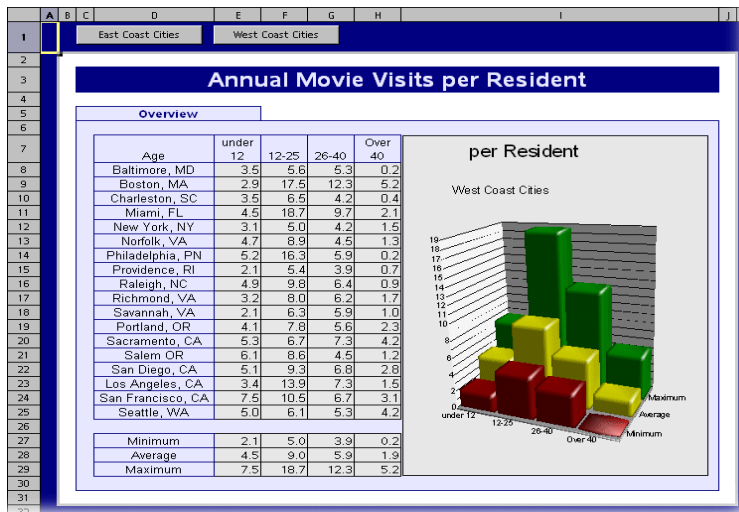 A B C D E F G H I J
1 East Coast Cities West Coast Cities
2
3 Annual Movie Visits per Resident
4
5 Overview
6
7 Age under 12 12-25 26-40 Over 40
8 Baltimore, MD 3.5 5.6 5.3 0.2
9 Boston, MA 2.9 17.5 12.3 5.2
10 Charleston, SC 3.5 6.5 4.2 0.4
11 Miami, FL 4.5 18.7 9.7 2.1
12 New York, NY 3.1 5.0 4.2 1.5
13 Norfolk, VA 4.7 8.9 4.5 1.3
14 Philadelphia, PN 5.2 16.3 5.9 0.2
15 Providence, RI 2.1 5.4 3.9 0.7
16 Raleigh, NC 4.9 9.8 6.4 0.9
17 Richmond, VA 3.2 8.0 6.2 1.7
18 Savannah, VA 2.1 6.3 5.9 1.0
19 Portland, OR 4.1 7.8 5.6 2.3
20 Sacramento, CA 5.3 6.7 7.3 4.2
21 Salem OR 6.1 8.6 4.5 1.2
22 San Diego, CA 5.1 9.3 6.8 2.8
23 Los Angeles, CA 3.4 13.9 7.3 1.5
24 San Francisco, CA 7.5 10.5 6.7 3.1
25 Seattle, WA 5.0 6.1 5.3 4.2
26
27 Minimum 2.1 5.0 3.9 0.2
28 Average 4.5 9.0 5.9 1.9
29 Maximum 7.5 18.7 12.3 5.2
30
31
32
per Resident
West Coast Cities
19
18
17
16
15
14
13
12
11
10
8
6
4
2
0
under 12
12-25
26-40
Over 40
Maximum
Average
Minimum